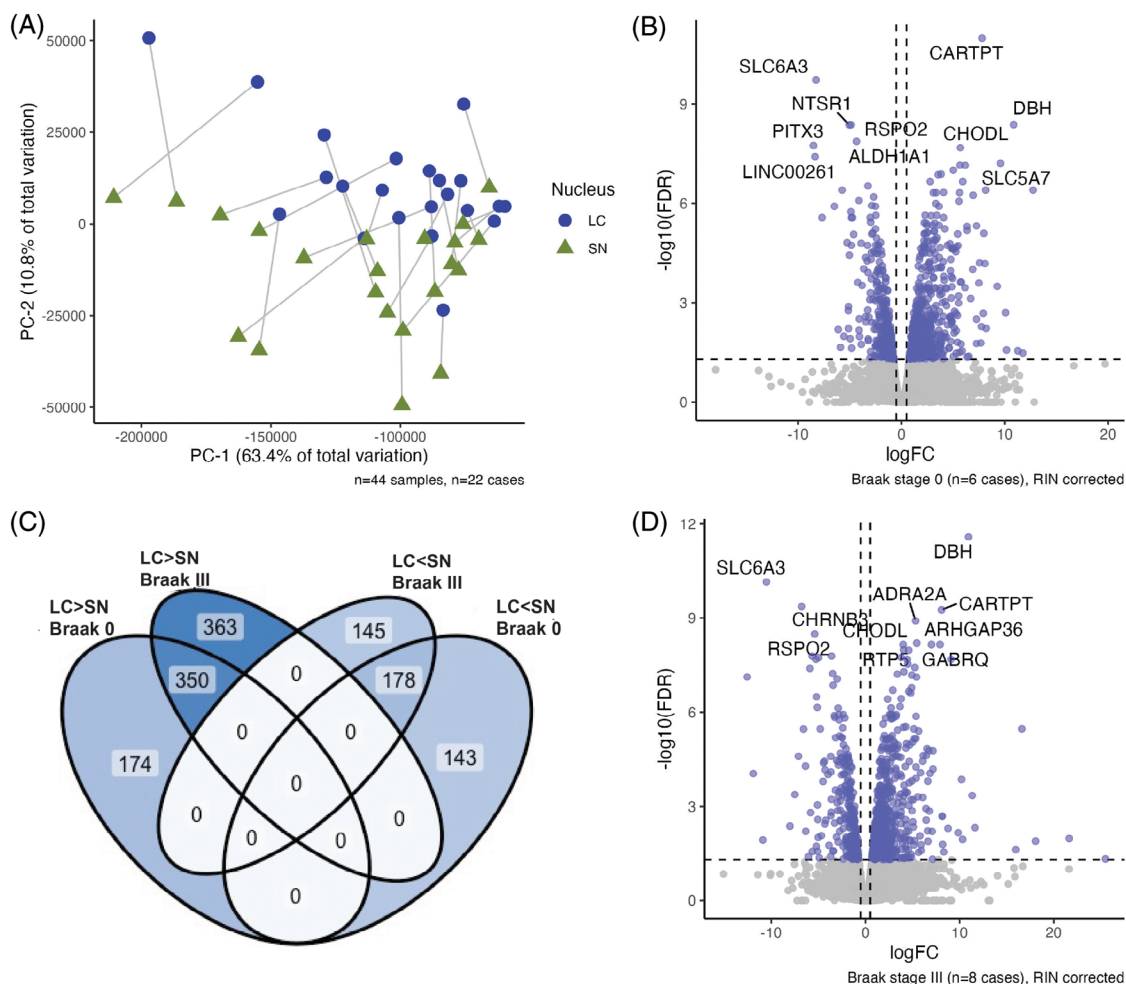 (A)
50000
25000
0
-25000
-50000
PC-2 (10.8% of total variation)
-200000
-150000
-100000
PC-1 (63.4% of total variation)
n=44 samples, n=22 cases
Nucleus
LC
SN
(B)
CARTPT
SLC6A3
NTSR1
DBH
PITX3
RSPO2
CHODL
ALDH1A1
LINC00261
SLC5A7
9
6
3
0
-log10(FDR)
-10
0
10
20
logFC
Braak stage 0 (n=6 cases), RIN corrected
(C)
LC>SN
Braak III
LC<SN
Braak III
LC>SN
Braak 0
LC<SN
Braak 0
363
145
0
350
178
0
0
174
143
0
0
0
0
0
0
(D)
12
9
6
3
0
-log10(FDR)
DBH
SLC6A3
ADRA2A
CARTPT
CHRNB3
CHODL
ARHGAP36
RSPO2
RTP5
GABRQ
-10
0
10
20
logFC
Braak stage III (n=8 cases), RIN corrected